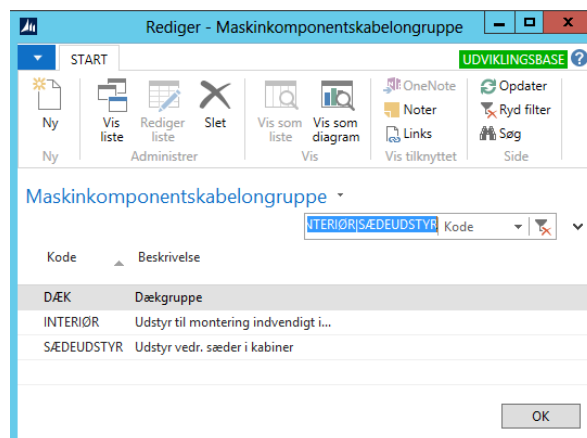 Rediger - Maskinkomponentskabelongruppe
START
UDVIKLINGSBASE
Ny
Vis liste
Rediger liste
Slet
Vis som liste
Vis som diagram
OneNote
Noter
Links
Opdater
Ryd filter
Søg
Ny
Administrer
Vis
Vis tilknyttet
Side
Maskinkomponentskabelongruppe
NTERIØR|SÆDEUDSTYR Kode
Kode Beskrivelse
DÆK Dækgruppe
INTERIØR Udstyr til montering indvendigt i...
SÆDEUDSTYR Udstyr vedr. sæder i kabiner
OK